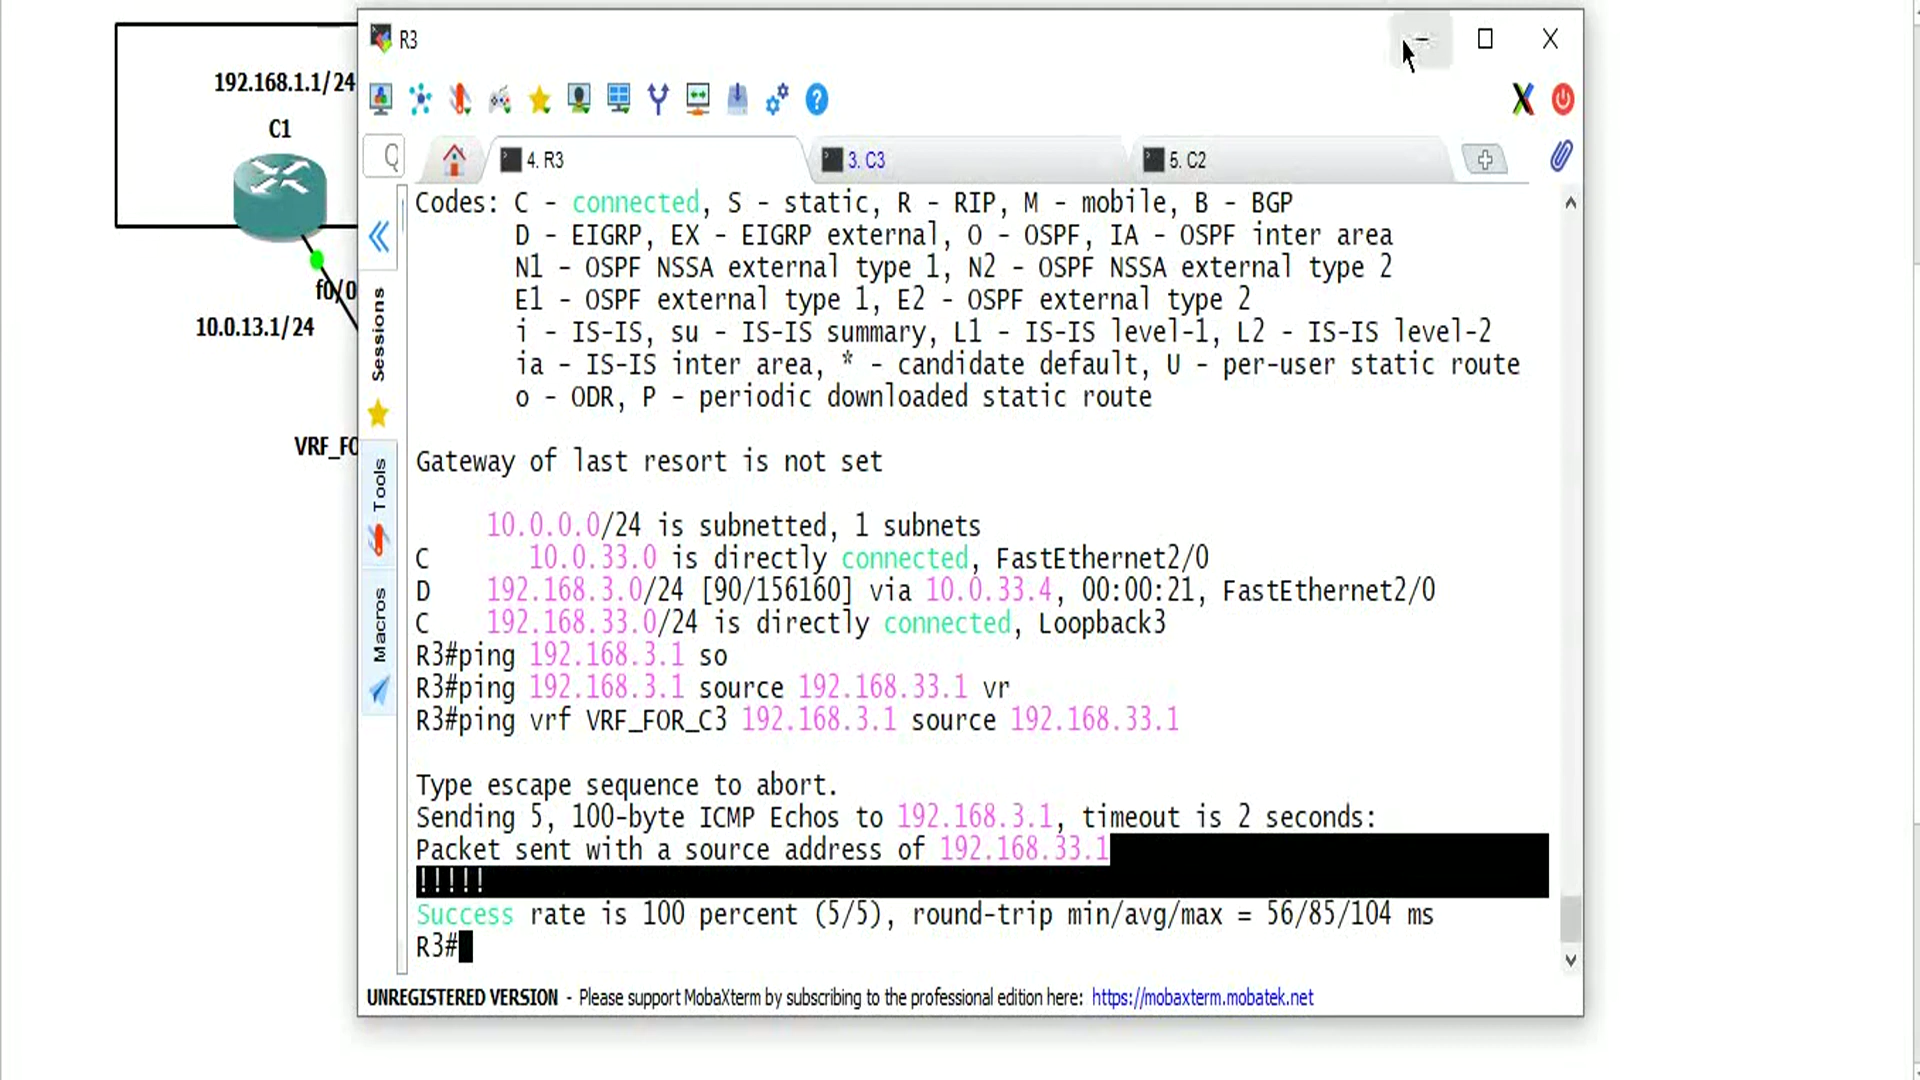 192.168.1.1/24
C1
f0/0
10.0.13.1/24
VRF_FO
R3
4. R3
3. C3
5. C2
Sessions
Tools
Macros
Codes: C - connected, S - static, R - RIP, M - mobile, B - BGP
D - EIGRP, EX - EIGRP external, O - OSPF, IA - OSPF inter area
N1 - OSPF NSSA external type 1, N2 - OSPF NSSA external type 2
E1 - OSPF external type 1, E2 - OSPF external type 2
i - IS-IS, su - IS-IS summary, L1 - IS-IS level-1, L2 - IS-IS level-2
ia - IS-IS inter area, * - candidate default, U - per-user static route
o - ODR, P - periodic downloaded static route
Gateway of last resort is not set
10.0.0.0/24 is subnetted, 1 subnets
C 10.0.33.0 is directly connected, FastEthernet2/0
D 192.168.3.0/24 [90/156160] via 10.0.33.4, 00:00:21, FastEthernet2/0
C 192.168.33.0/24 is directly connected, Loopback3
R3#ping 192.168.3.1 so
R3#ping 192.168.3.1 source 192.168.33.1 vr
R3#ping vrf VRF_FOR_C3 192.168.3.1 source 192.168.33.1
Type escape sequence to abort.
Sending 5, 100-byte ICMP Echos to 192.168.3.1, timeout is 2 seconds:
Packet sent with a source address of 192.168.33.1
!!!!!
Success rate is 100 percent (5/5), round-trip min/avg/max = 56/85/104 ms
R3#
UNREGISTERED VERSION - Please support MobaXterm by subscribing to the professional edition here: https://mobaxterm.mobatek.net